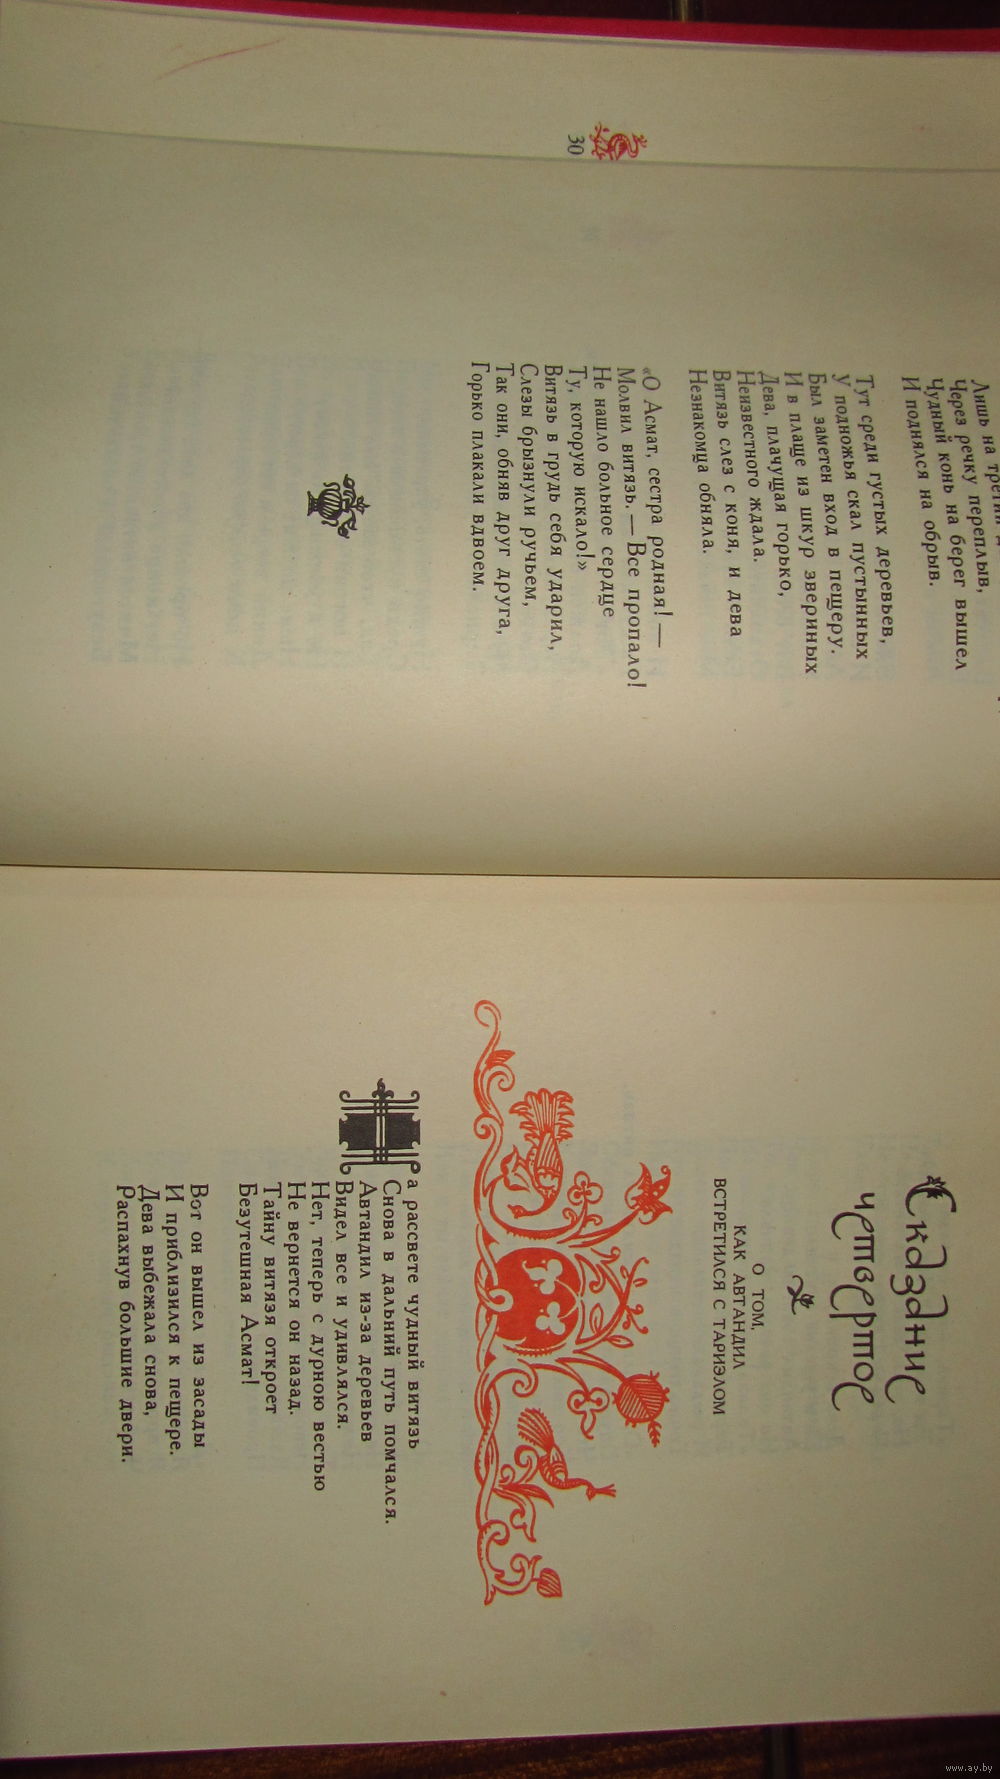 Лишь на третий
Через речку переплыв,
Чудный конь на берег вышел
И поднялся на обрыв.
Тут среди густых деревьев,
У подножья скал пустынных
Был заметен вход в пещеру.
И в плаще из шкур звериных
Дева, плачущая горько,
Неизвестного ждала.
Витязь слез с коня, и дева
Незнакомца обняла.
«О Асмат, сестра родная! —
Молвил витязь.— Все пропало!
Не нашло больное сердце
Ту, которую искало!»
Витязь в грудь себя ударил,
Слезы брызнули ручьем,
Так они, обняв друг друга,
Горько плакали вдвоем.
30
Сказание
четвертое
О ТОМ,
КАК АВТАНДИЛ
ВСТРЕТИЛСЯ С ТАРИЭЛОМ
На рассвете чудный витязь
Снова в дальний путь помчался.
Автандил из-за деревьев
Видел все и удивлялся.
Нет, теперь с дурною вестью
Не вернется он назад.
Тайну витязя откроет
Безутешная Асмат!
Вот он вышел из засады
И приблизился к пещере.
Дева выбежала снова,
Распахнув большие двери.
www.ay.by